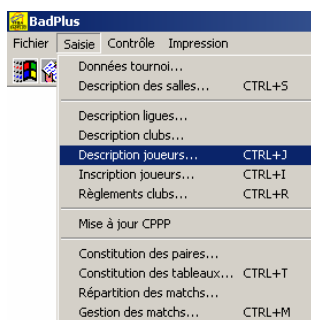 BadPlus
Fichier Saisie Contrôle Impression
Données tournoi...
Description des salles... CTRL+S
Description ligues...
Description clubs...
Description joueurs... CTRL+J
Inscription joueurs... CTRL+I
Règlements clubs... CTRL+R
Mise à jour CPPP
Constitution des paires...
Constitution des tableaux... CTRL+T
Répartition des matchs...
Gestion des matchs... CTRL+M